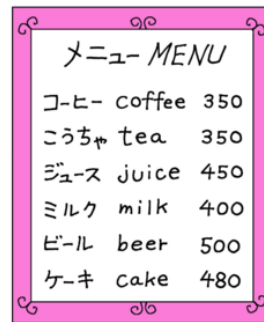 メニュー MENU
コーヒー coffee 350
こうちゃ tea 350
ジュース juice 450
ミルク milk 400
ビール beer 500
ケーキ cake 480